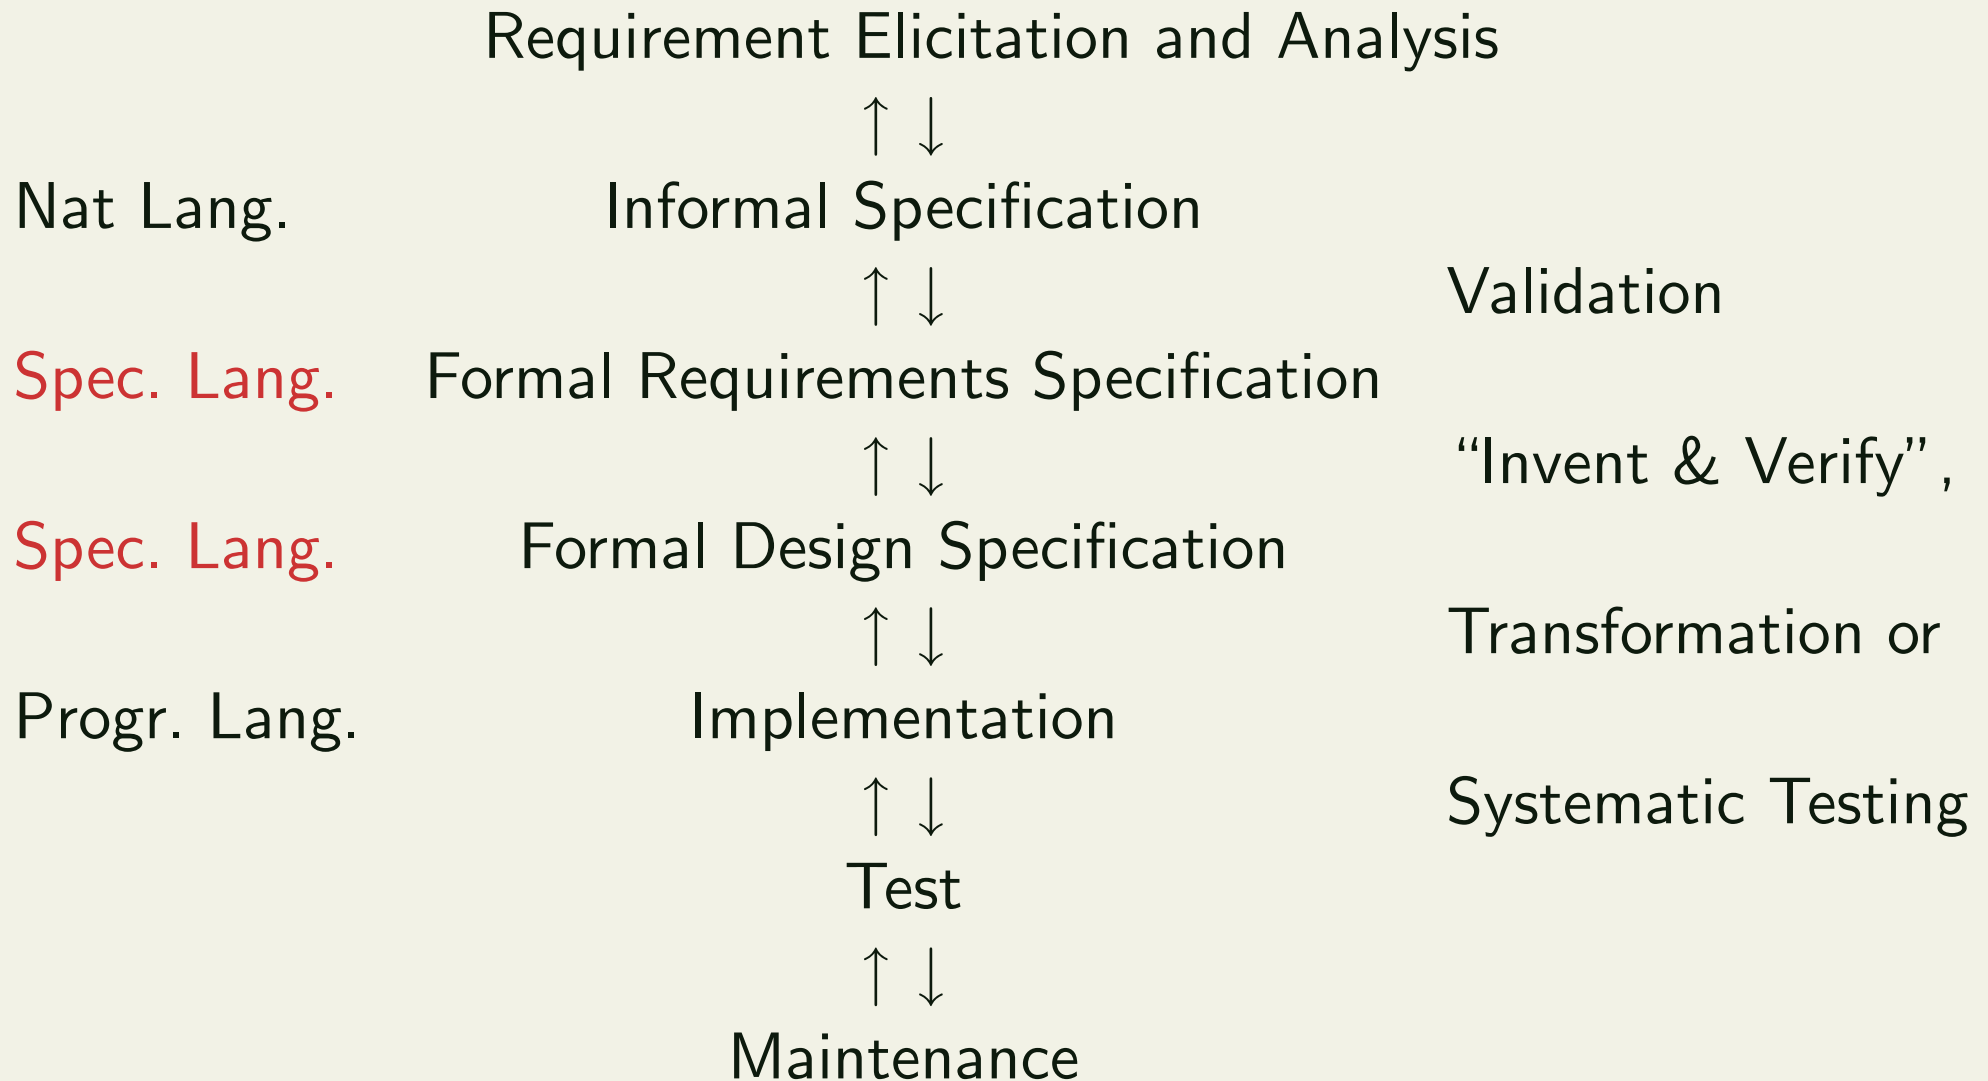 Requirement Elicitation and Analysis
↑ ↓
Nat Lang. Informal Specification
↑ ↓ Validation
Spec. Lang. Formal Requirements Specification
↑ ↓ “Invent & Verify”,
Spec. Lang. Formal Design Specification
↑ ↓ Transformation or
Progr. Lang. Implementation
↑ ↓ Systematic Testing
Test
↑ ↓
Maintenance